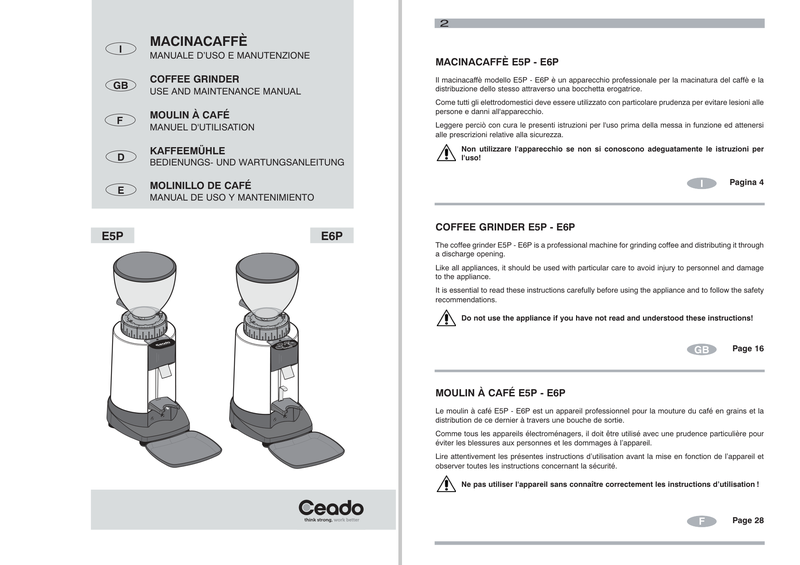 I
MACINACAFFÈ
MANUALE D'USO E MANUTENZIONE
GB
COFFEE GRINDER
USE AND MAINTENANCE MANUAL
F
MOULIN À CAFÉ
MANUEL D'UTILISATION
D
KAFFEEMÜHLE
BEDIENUNGS- UND WARTUNGSANLEITUNG
E
MOLINILLO DE CAFÉ
MANUAL DE USO Y MANTENIMIENTO
E5P
E6P
Ceado
Ceado
think strong, work better
2
MACINACAFFÈ E5P - E6P
Il macinacaffè modello E5P - E6P è un apparecchio professionale per la macinatura del caffè e la
distribuzione dello stesso attraverso una bocchetta erogatrice.
Come tutti gli elettrodomestici deve essere utilizzato con particolare prudenza per evitare lesioni alle
persone e danni all'apparecchio.
Leggere perciò con cura le presenti istruzioni per l'uso prima della messa in funzione ed attenersi
alle prescrizioni relative alla sicurezza.
Non utilizzare l'apparecchio se non si conoscono adeguatamente le istruzioni per
l'uso!
I
Pagina 4
COFFEE GRINDER E5P - E6P
The coffee grinder E5P - E6P is a professional machine for grinding coffee and distributing it through
a discharge opening.
Like all appliances, it should be used with particular care to avoid injury to personnel and damage
to the appliance.
It is essential to read these instructions carefully before using the appliance and to follow the safety
recommendations.
Do not use the appliance if you have not read and understood these instructions!
GB
Page 16
MOULIN À CAFÉ E5P - E6P
Le moulin à café E5P - E6P est un appareil professionnel pour la mouture du café en grains et la
distribution de ce dernier à travers une bouche de sortie.
Comme tous les appareils électroménagers, il doit être utilisé avec une prudence particulière pour
éviter les blessures aux personnes et les dommages à l'appareil.
Lire attentivement les présentes instructions d'utilisation avant la mise en fonction de l'appareil et
observer toutes les instructions concernant la sécurité.
Ne pas utiliser l'appareil sans connaître correctement les instructions d'utilisation !
F
Page 28